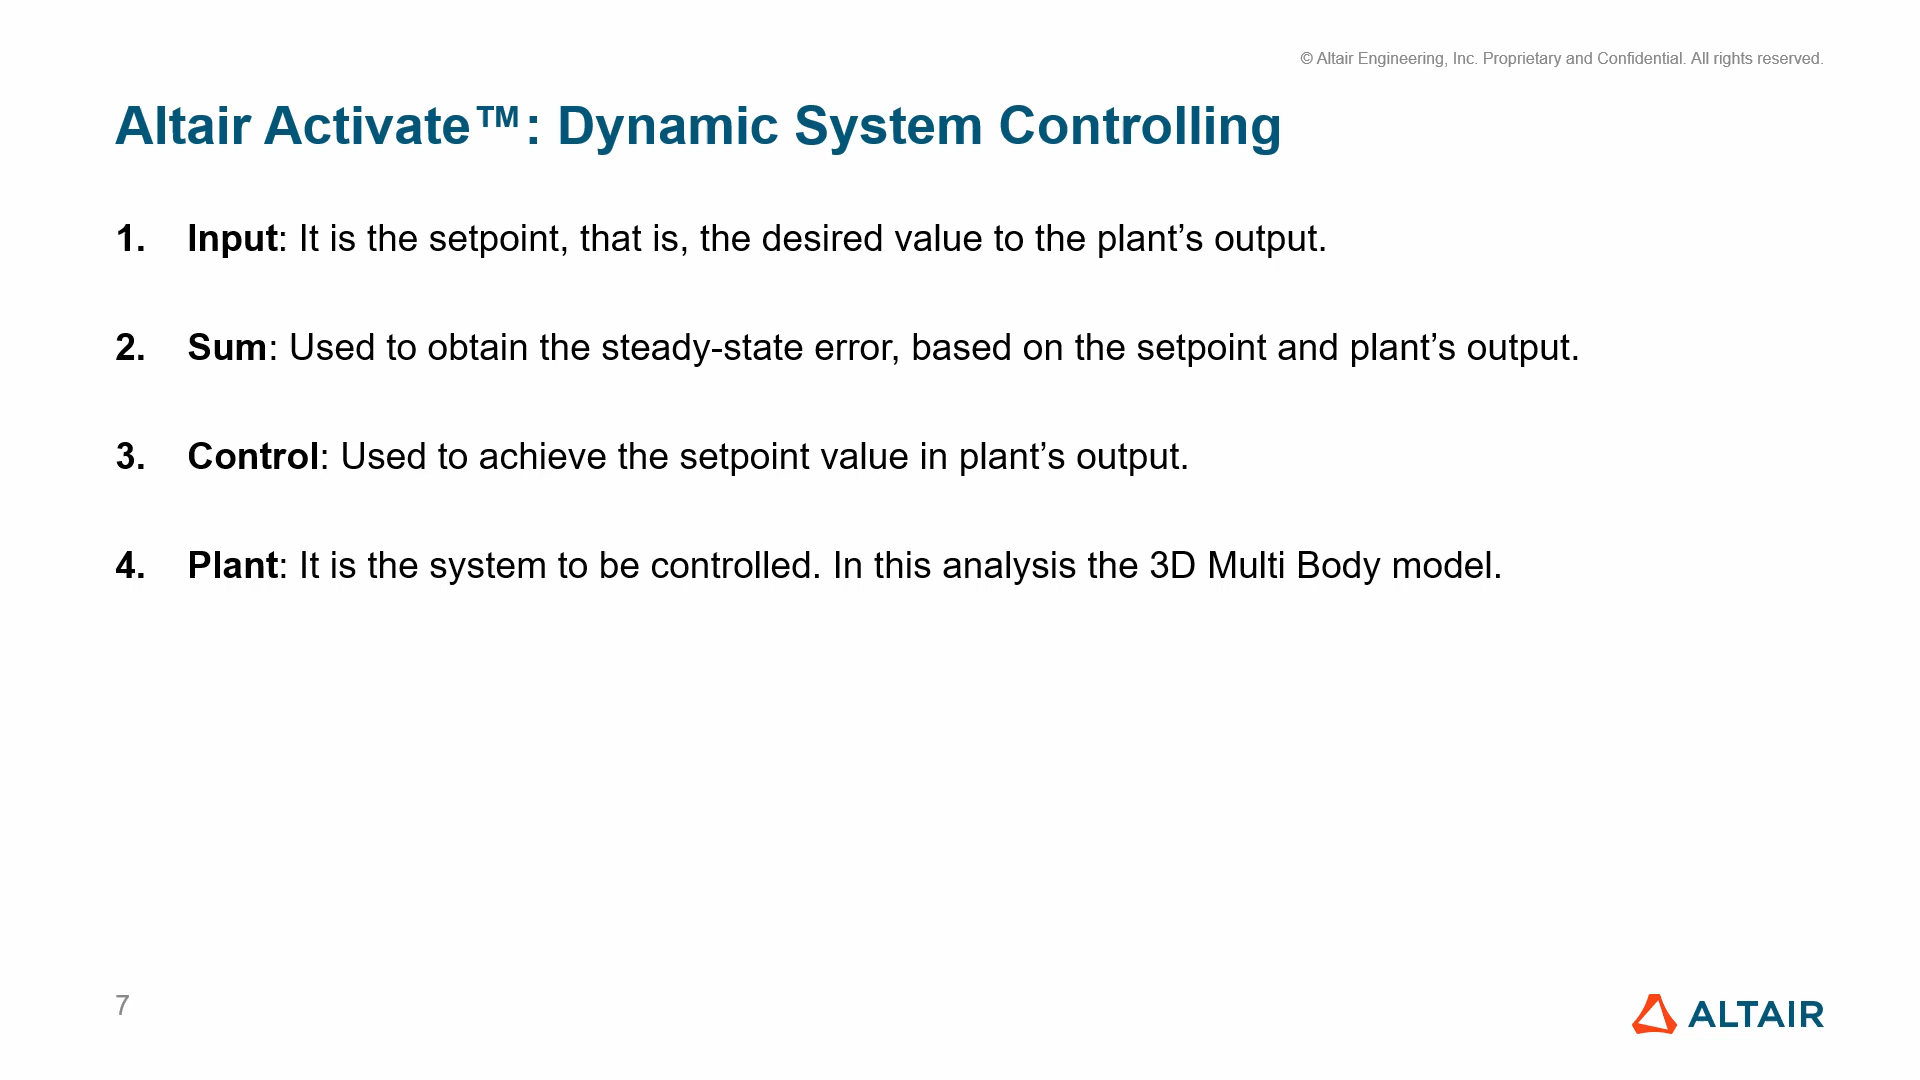 © Altair Engineering, Inc. Proprietary and Confidential. All rights reserved.
Altair Activate™: Dynamic System Controlling
1. Input: It is the setpoint, that is, the desired value to the plant’s output.
2. Sum: Used to obtain the steady-state error, based on the setpoint and plant’s output.
3. Control: Used to achieve the setpoint value in plant’s output.
4. Plant: It is the system to be controlled. In this analysis the 3D Multi Body model.
7
ALTAIR